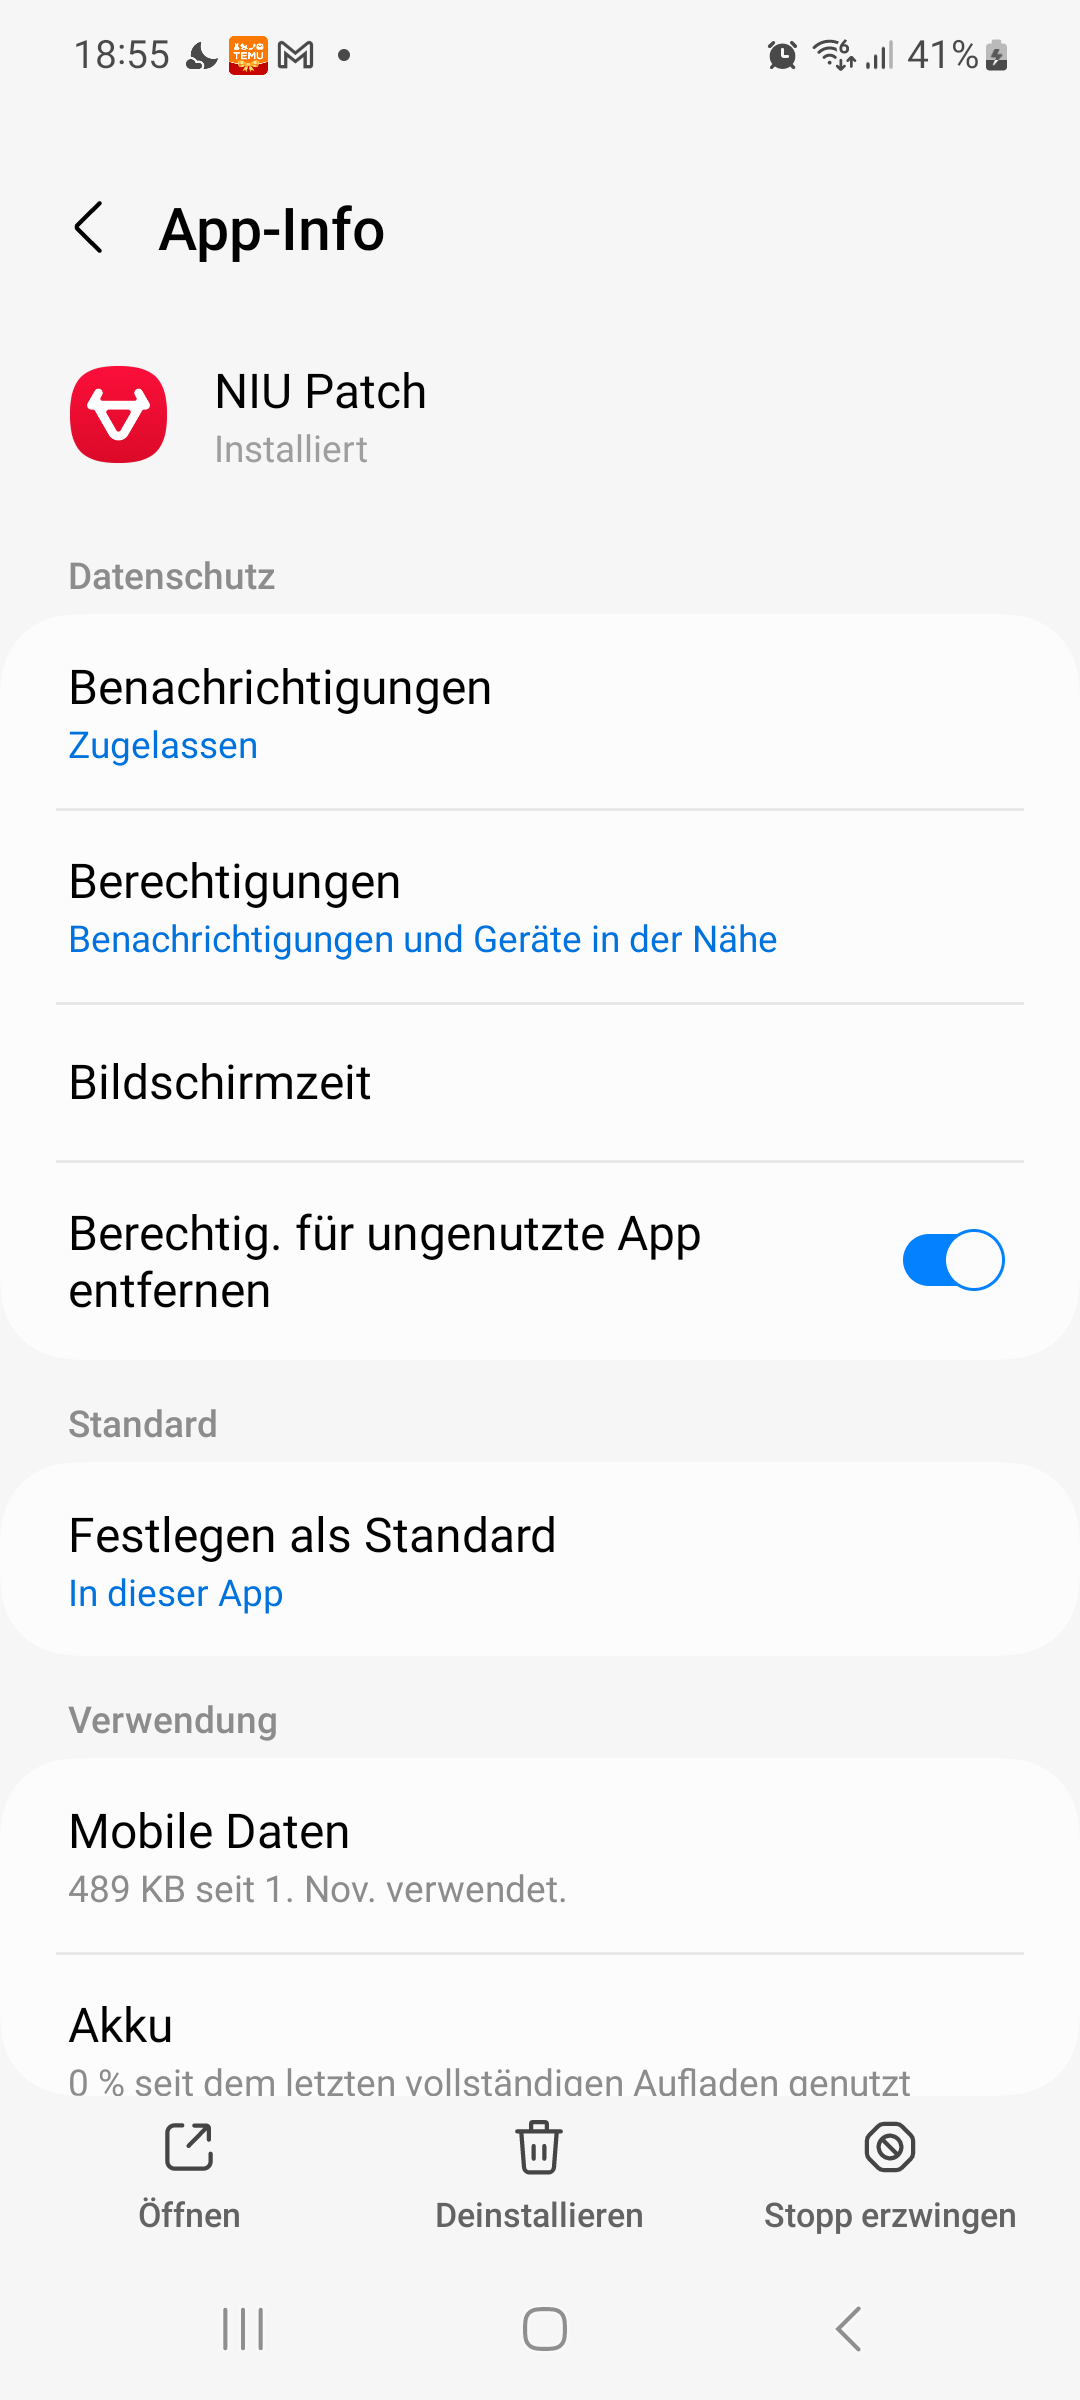 18:55
TEMU
6
41%
App-Info
NIU Patch
Installiert
Datenschutz
Benachrichtigungen
Zugelassen
Berechtigungen
Benachrichtigungen und Geräte in der Nähe
Bildschirmzeit
Berechtig. für ungenutzte App
entfernen
Standard
Festlegen als Standard
In dieser App
Verwendung
Mobile Daten
489 KB seit 1. Nov. verwendet.
Akku
0 % seit dem letzten vollständigen Aufladen genutzt
Öffnen
Deinstallieren
Stopp erzwingen